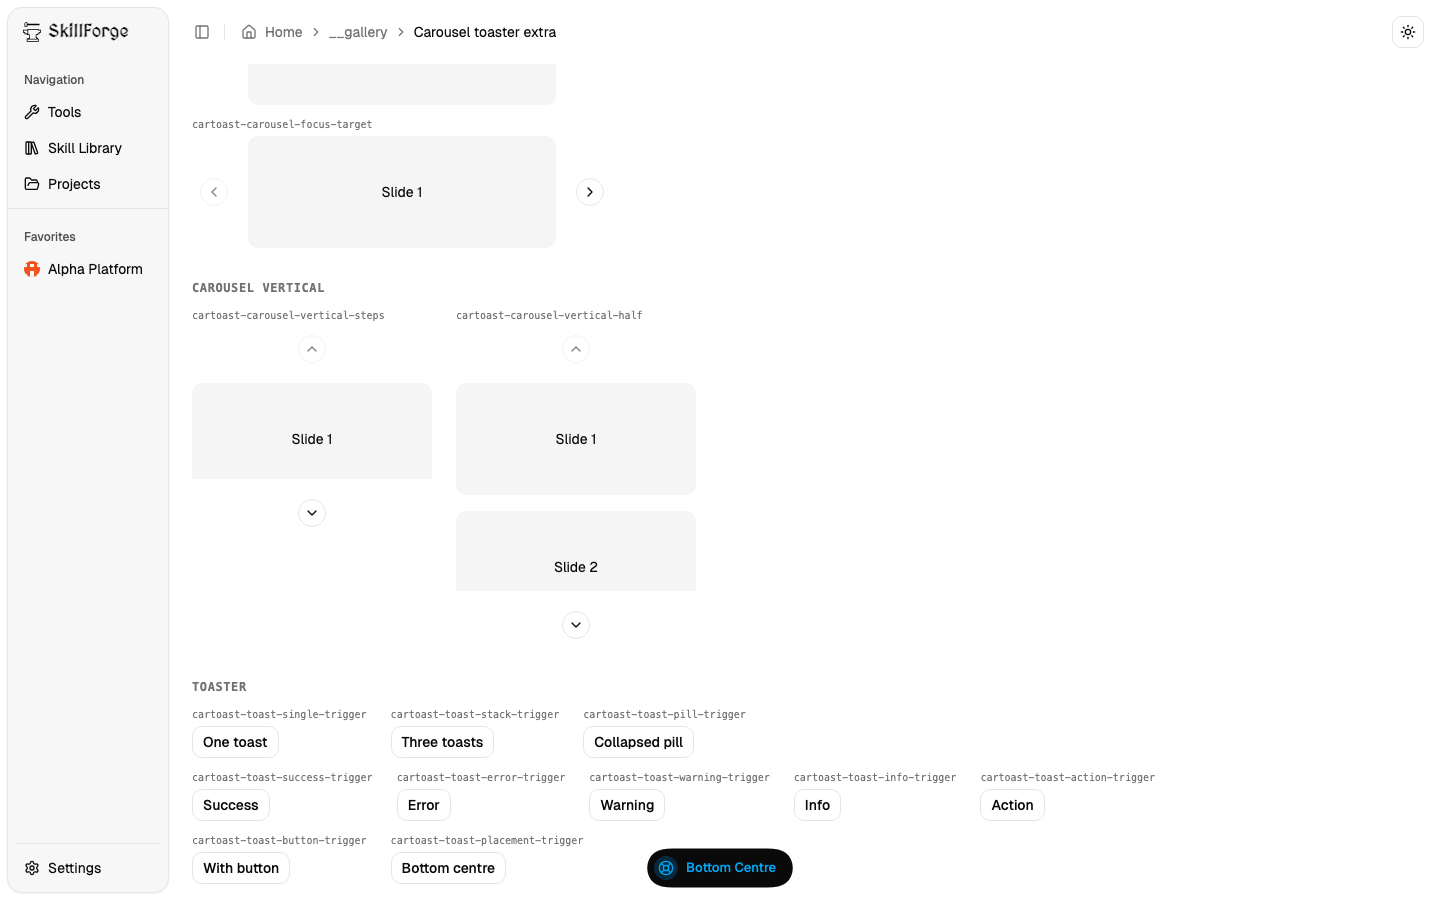 SkillForge
Navigation
Tools
Skill Library
Projects
Favorites
Alpha Platform
Settings
Home
__gallery
Carousel toaster extra
cartoast-carousel-focus-target
Slide 1
CAROUSEL VERTICAL
cartoast-carousel-vertical-steps
cartoast-carousel-vertical-half
Slide 1
Slide 1
Slide 2
TOASTER
cartoast-toast-single-trigger
cartoast-toast-stack-trigger
cartoast-toast-pill-trigger
One toast
Three toasts
Collapsed pill
cartoast-toast-success-trigger
cartoast-toast-error-trigger
cartoast-toast-warning-trigger
cartoast-toast-info-trigger
cartoast-toast-action-trigger
Success
Error
Warning
Info
Action
cartoast-toast-button-trigger
cartoast-toast-placement-trigger
With button
Bottom centre
Bottom Centre